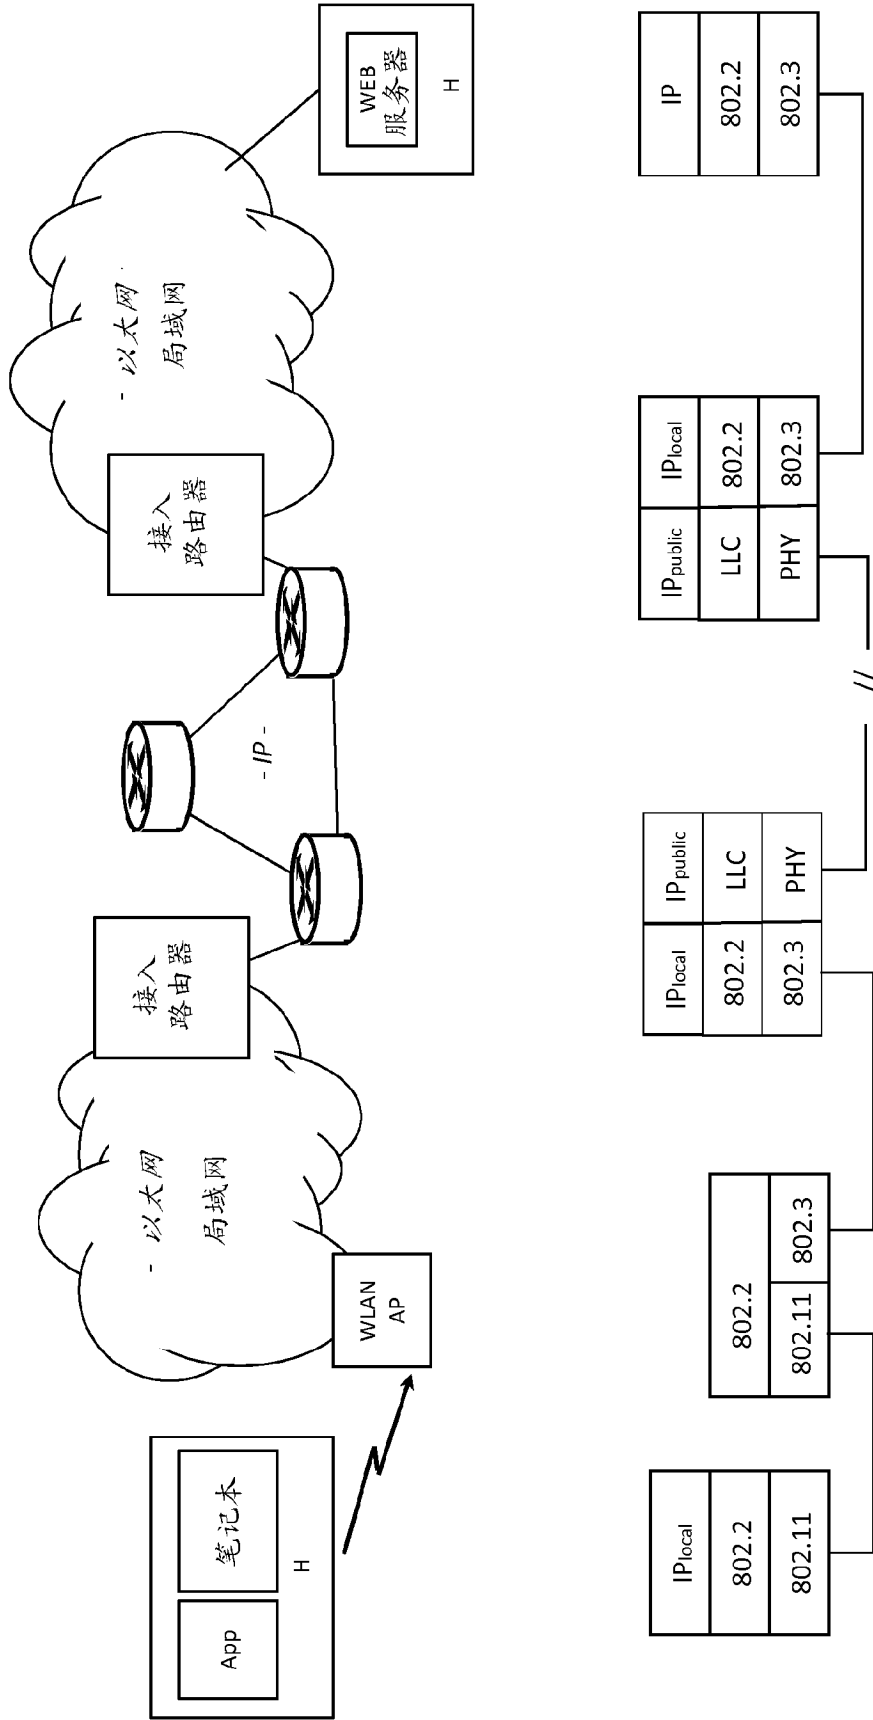 App
笔记本
H
WLAN
AP
- 以太网
局域网
接入
路由器
- IP -
接入
路由器
- 以太网 -
局域网
WEB
服务器
H
IPlocal
802.2
802.11
802.2
802.11
802.3
IPlocal
IPpublic
802.2
LLC
802.3
PHY
//
IPpublic
IPlocal
LLC
802.2
PHY
802.3
IP
802.2
802.3